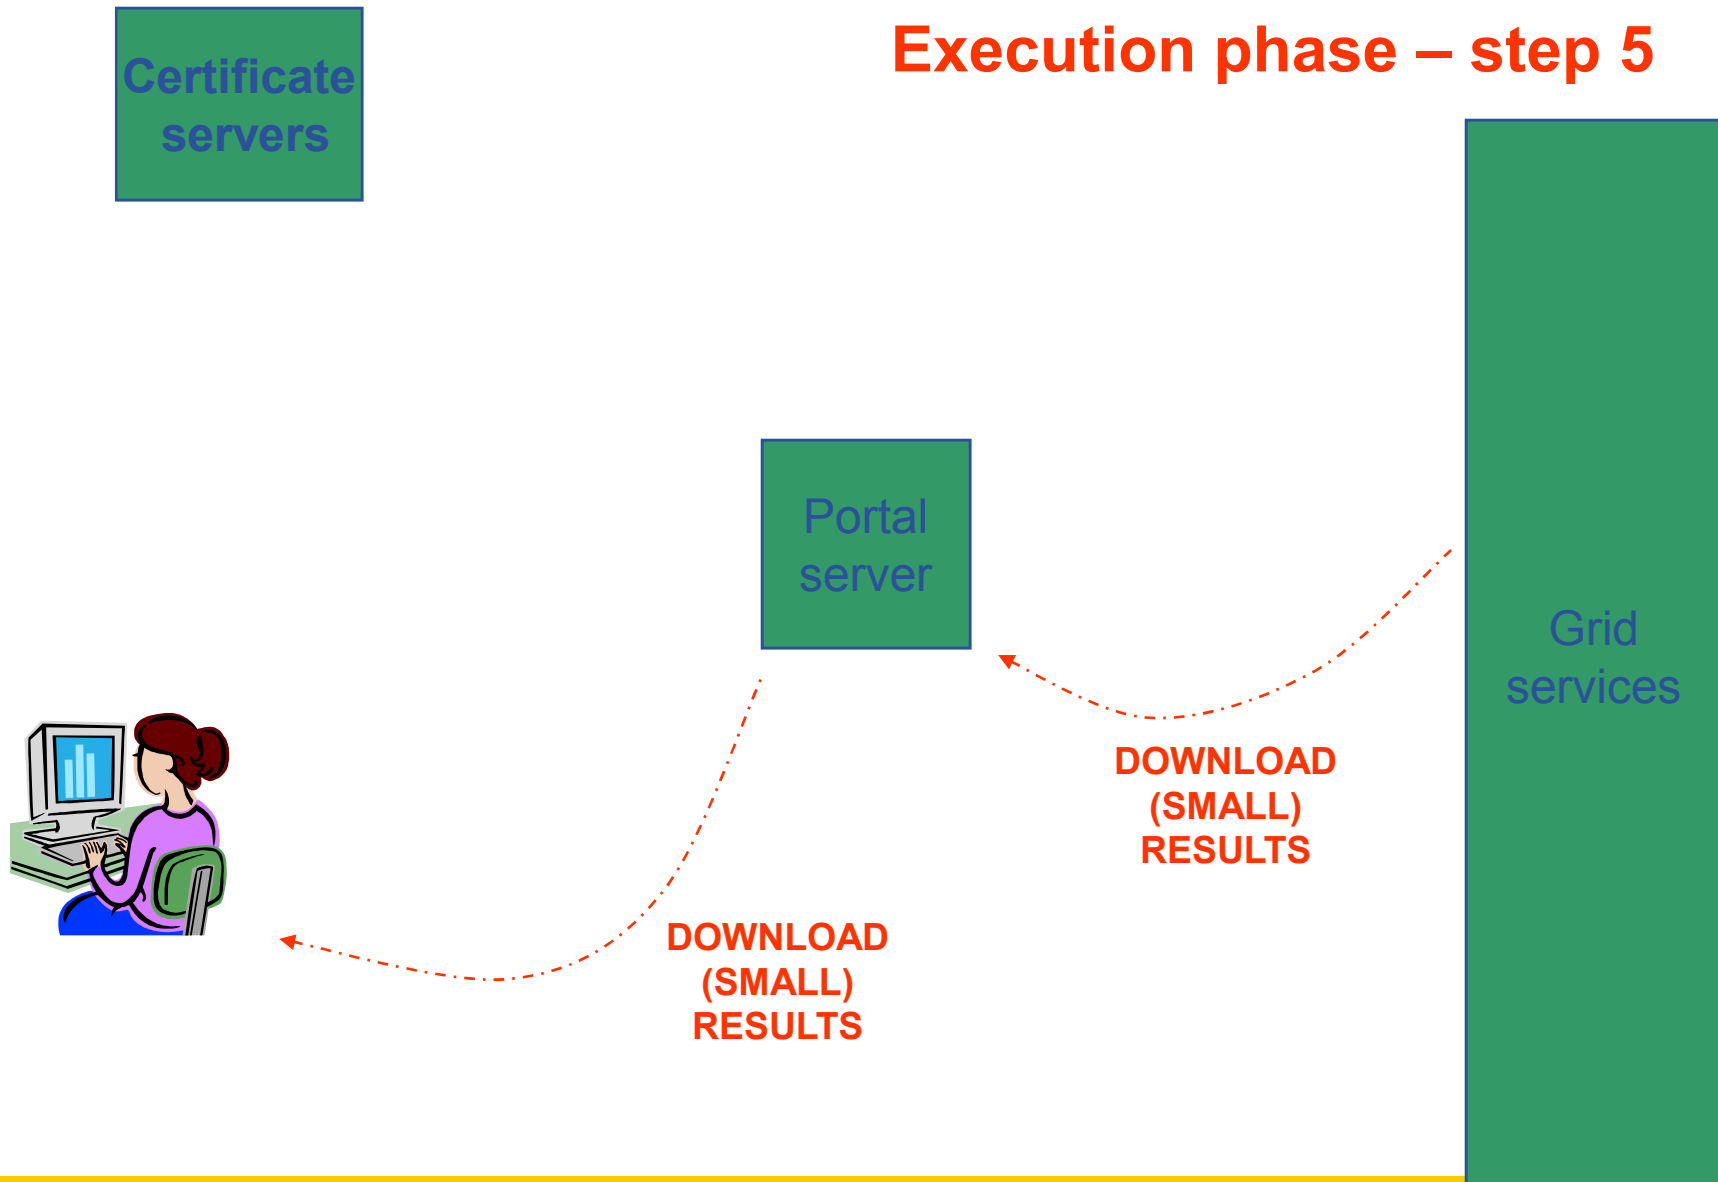 Execution phase – step 5
Certificate
servers
Portal
server
Grid
services
DOWNLOAD
(SMALL)
RESULTS
DOWNLOAD
(SMALL)
RESULTS